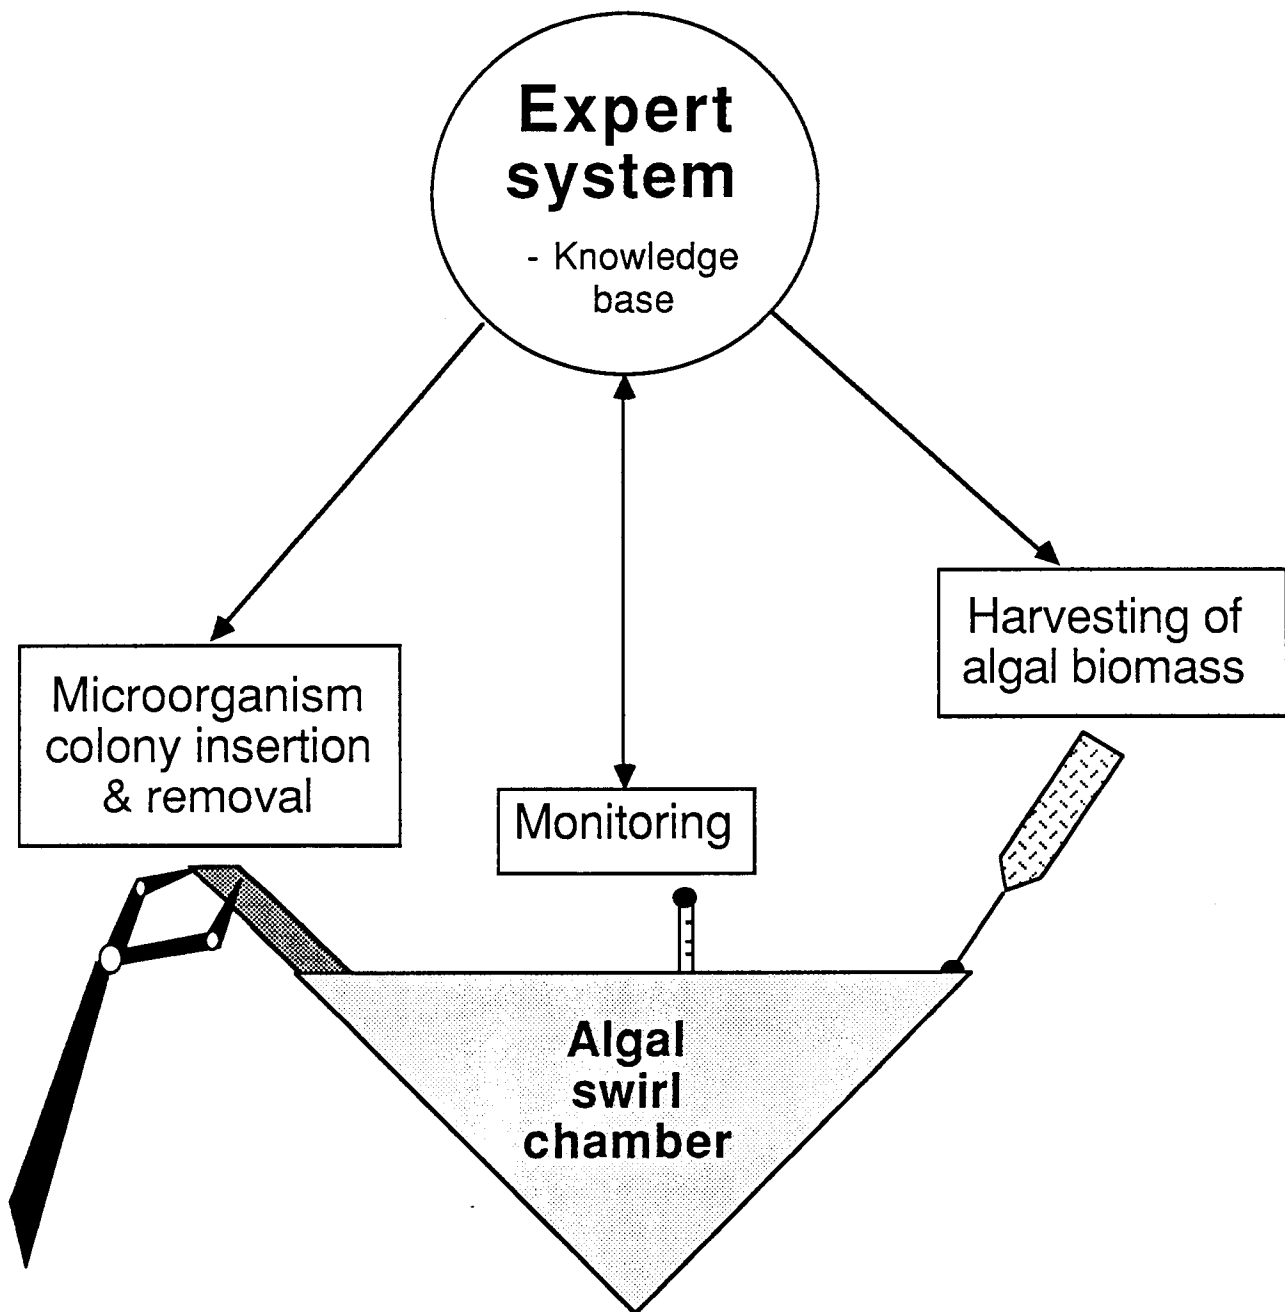 Expert
system
- Knowledge
base
Microorganism
colony insertion
& removal
Monitoring
Harvesting of
algal biomass
Algal
swirl
chamber